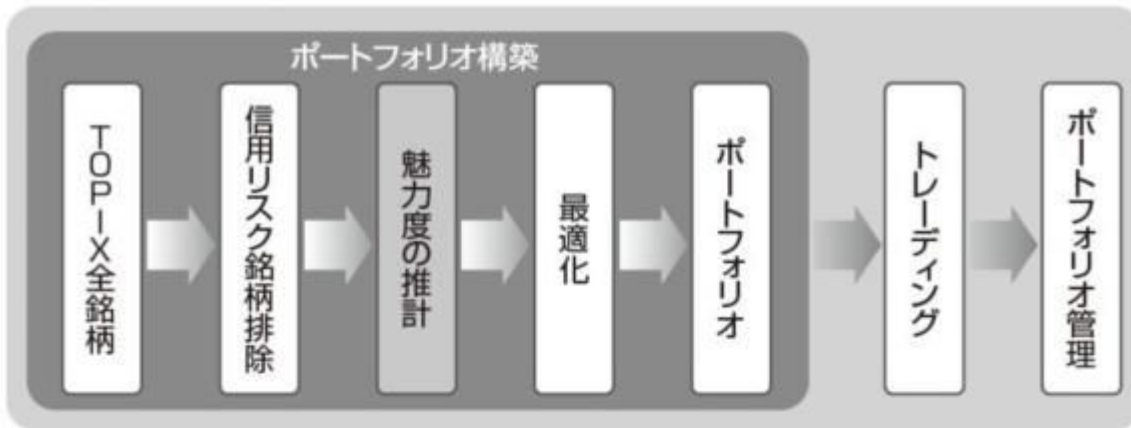 ポートフォリオ構築
TOPIX全銘柄
信用リスク銘柄排除
魅力度の推計
最適化
ポートフォリオ
トレーディング
ポートフォリオ管理